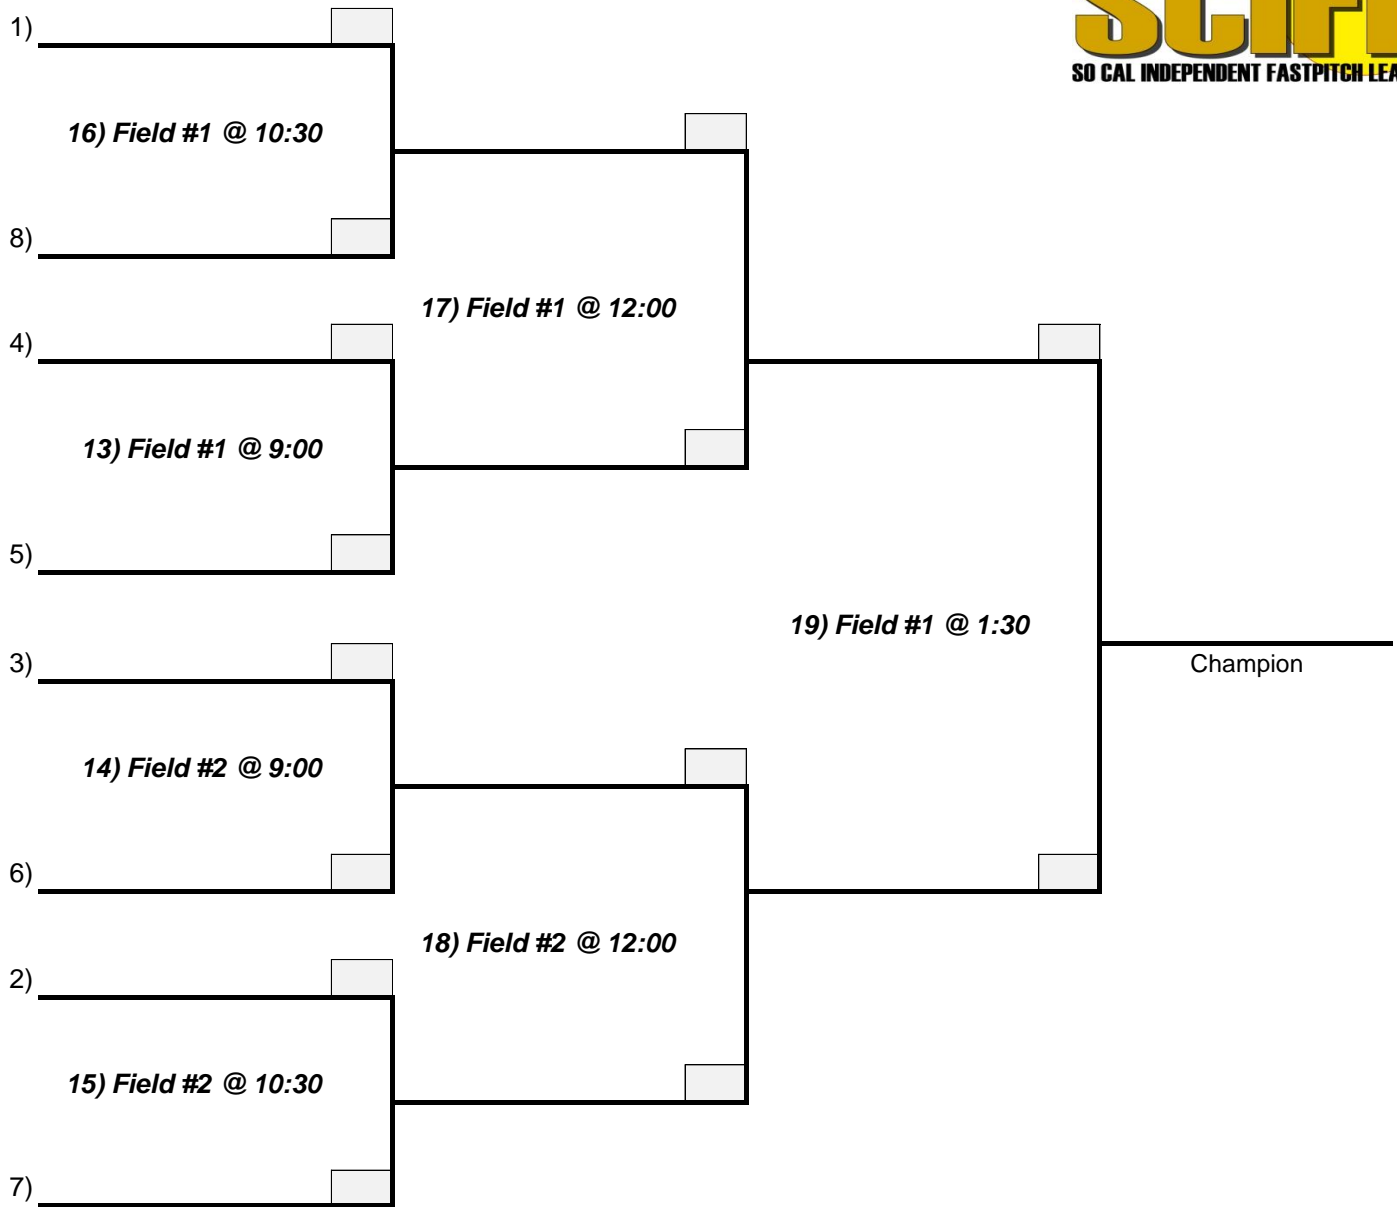 1)
16) Field #1 @ 10:30
8)
4)
13) Field #1 @ 9:00
5)
17) Field #1 @ 12:00
3)
14) Field #2 @ 9:00
6)
2)
15) Field #2 @ 10:30
7)
18) Field #2 @ 12:00
19) Field #1 @ 1:30
Champion
SO CAL INDEPENDENT FASTPITCH